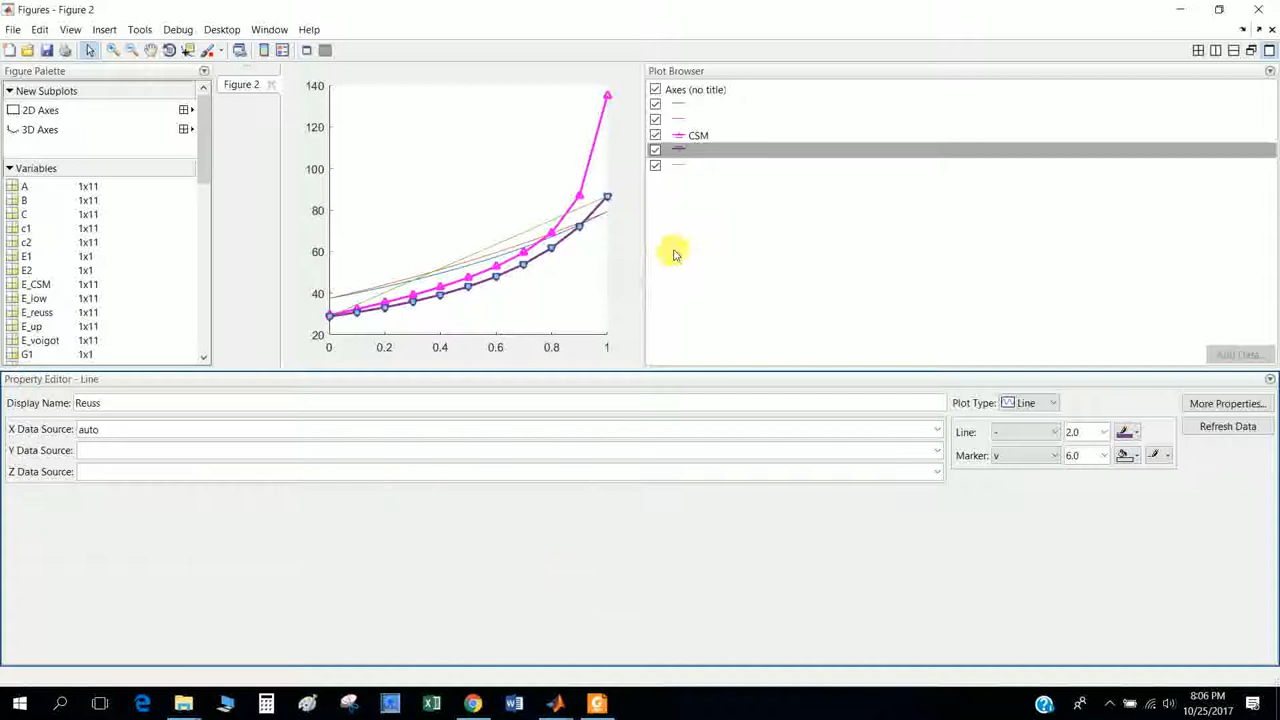 Figures - Figure 2
File Edit View Insert Tools Debug Desktop Window Help
Figure Palette
New Subplots
2D Axes
3D Axes
Variables
A 1x11
B 1x11
C 1x11
c1 1x11
c2 1x11
E1 1x1
E2 1x1
E_CSM 1x11
E_iow 1x11
E_reuss 1x11
E_up 1x11
E_voigot 1x11
G1 1x1
Figure 2
140
120
100
80
60
40
20
0 0.2 0.4 0.6 0.8 1
Plot Browser
Axes (no title)
CSM
Add Data...
Property Editor - Line
Display Name: Reuss
Plot Type: Line
More Properties...
X Data Source: auto
Line: - 2.0
Refresh Data
Y Data Source:
Marker: v 6.0
Z Data Source:
8:06 PM
10/25/2017